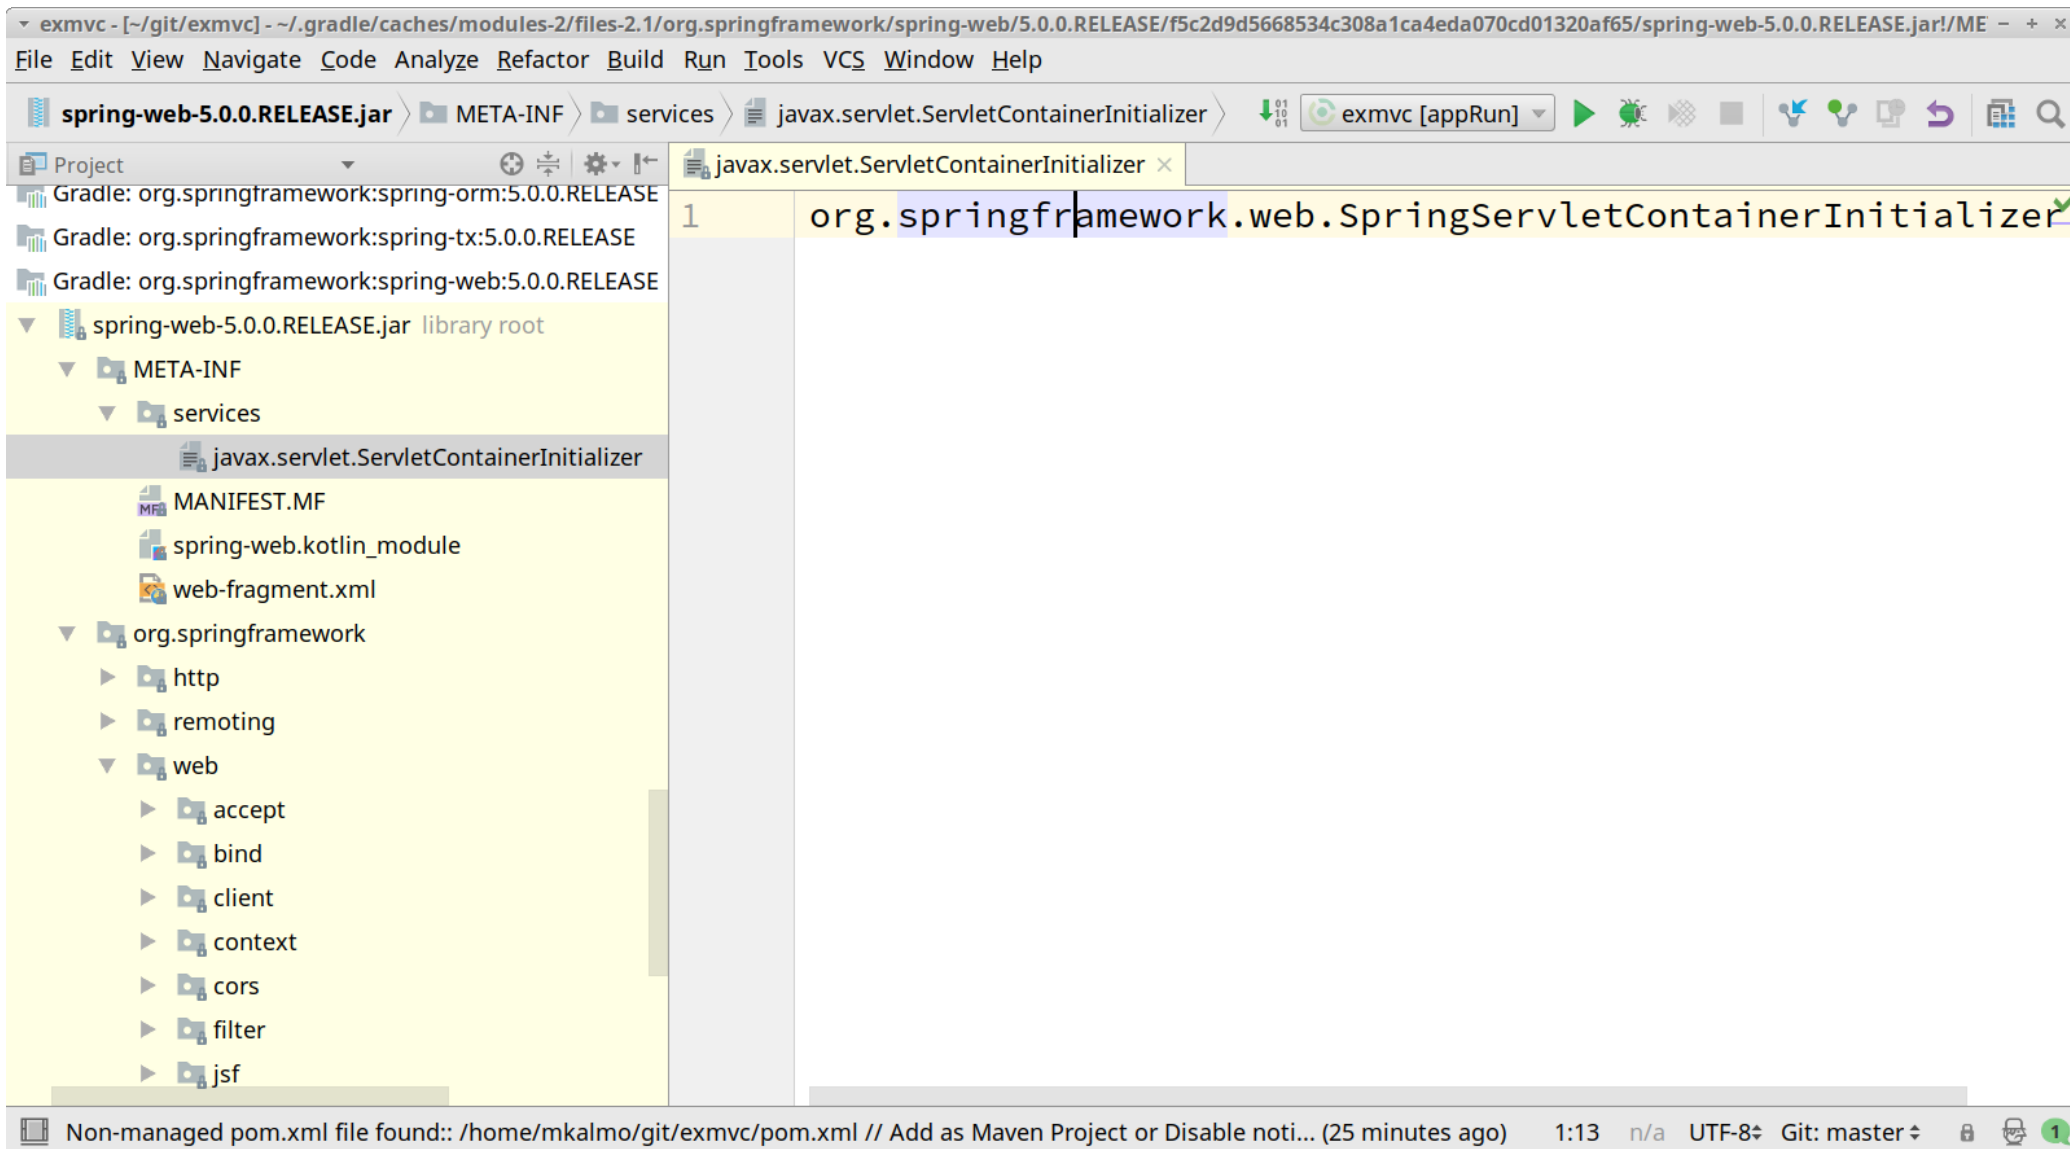 exmvc - [~/git/exmvc] - ~/.gradle/caches/modules-2/files-2.1/org.springframework/spring-web/5.0.0.RELEASE/f5c2d9d5668534c308a1ca4eda070cd01320af65/spring-web-5.0.0.RELEASE.jar!/ME
File Edit View Navigate Code Analyze Refactor Build Run Tools VCS Window Help
spring-web-5.0.0.RELEASE.jar META-INF services javax.servlet.ServletContainerInitializer exmvc [appRun]
Project
javax.servlet.ServletContainerInitializer
Gradle: org.springframework:spring-orm:5.0.0.RELEASE
Gradle: org.springframework:spring-tx:5.0.0.RELEASE
Gradle: org.springframework:spring-web:5.0.0.RELEASE
spring-web-5.0.0.RELEASE.jar library root
META-INF
services
javax.servlet.ServletContainerInitializer
MANIFEST.MF
spring-web.kotlin_module
web-fragment.xml
org.springframework
http
remoting
web
accept
bind
client
context
cors
filter
jsf
1 org.springframework.web.SpringServletContainerInitializer
Non-managed pom.xml file found:: /home/mkalmo/git/exmvc/pom.xml // Add as Maven Project or Disable noti... (25 minutes ago) 1:13 n/a UTF-8 Git: master 1